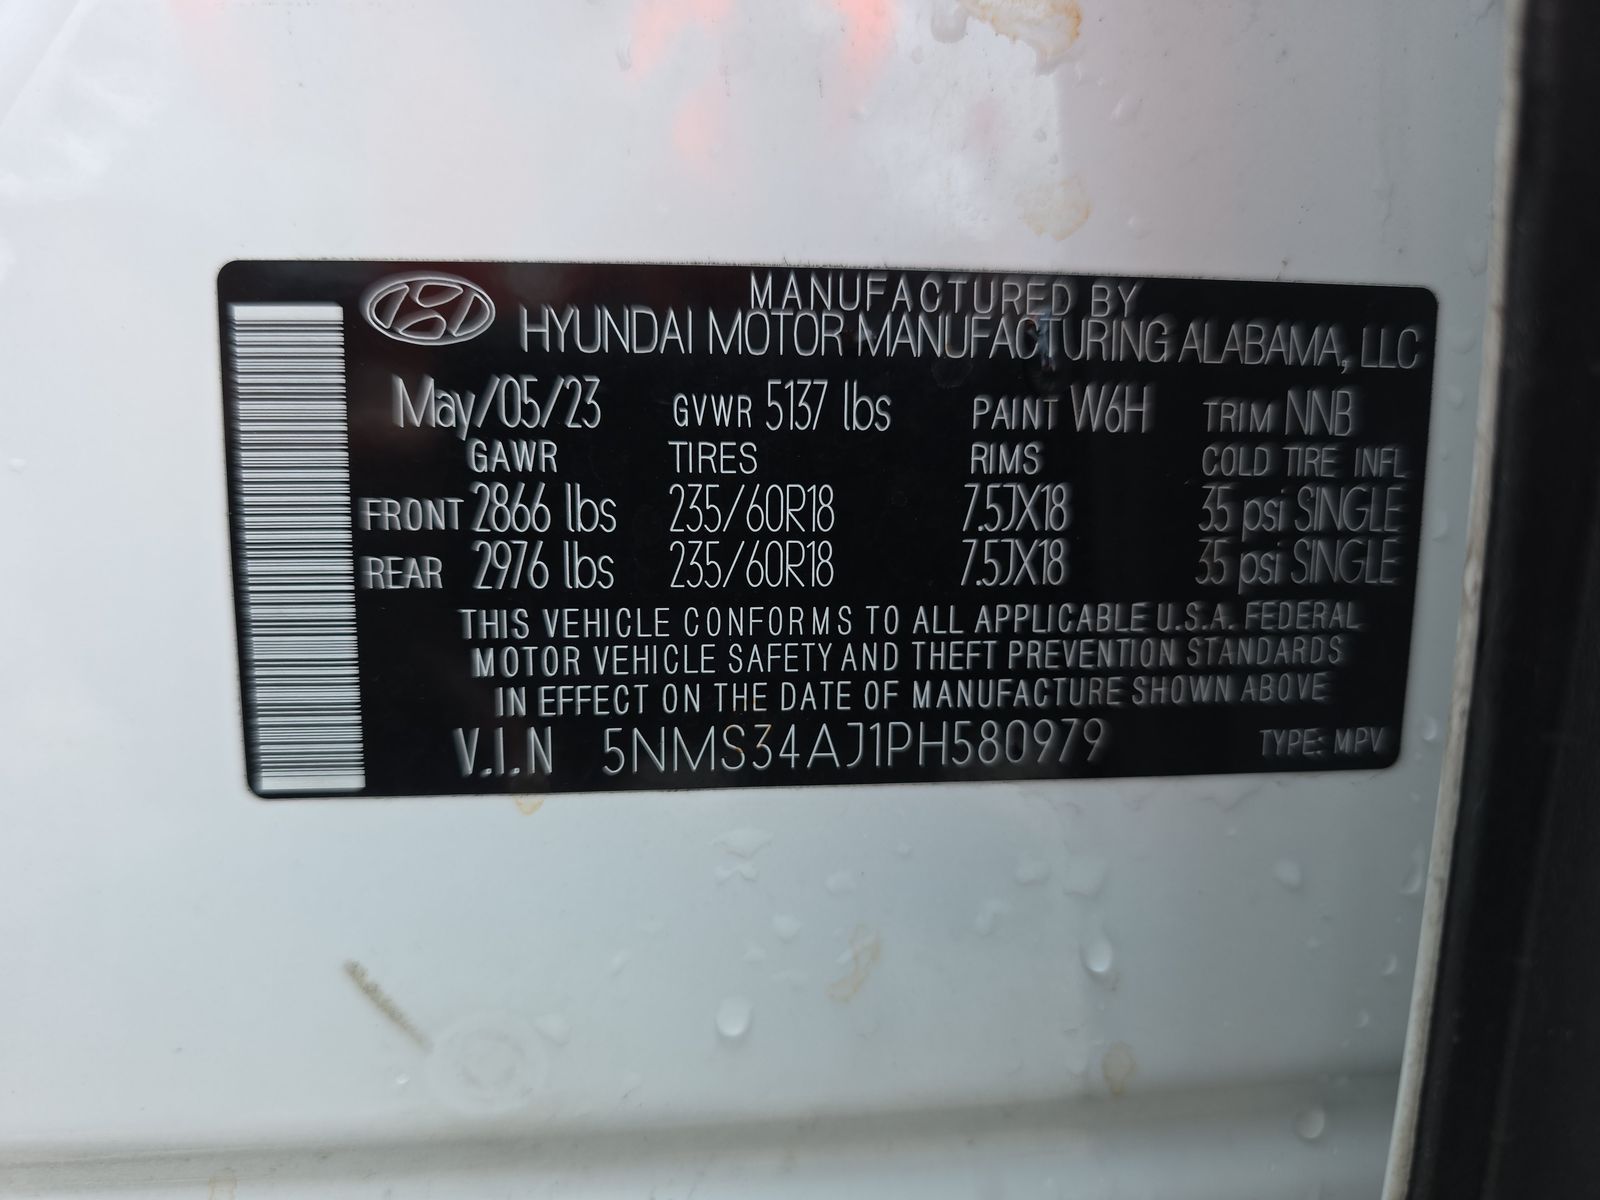 MANUFACTURED BY
HYUNDAI MOTOR MANUFACTURING ALABAMA, LLC
May/05/23 GVWR 5137 lbs PAINT W6H TRIM NNB
GAWR TIRES RIMS COLD TIRE INFL
FRONT 2866 lbs 235/60R18 7.5JX18 35 psi SINGLE
REAR 2976 lbs 235/60R18 7.5JX18 35 psi SINGLE
THIS VEHICLE CONFORMS TO ALL APPLICABLE U.S.A. FEDERAL
MOTOR VEHICLE SAFETY AND THEFT PREVENTION STANDARDS
IN EFFECT ON THE DATE OF MANUFACTURE SHOWN ABOVE
V.I.N 5NMS34AJ1PH580979 TYPE: MPV